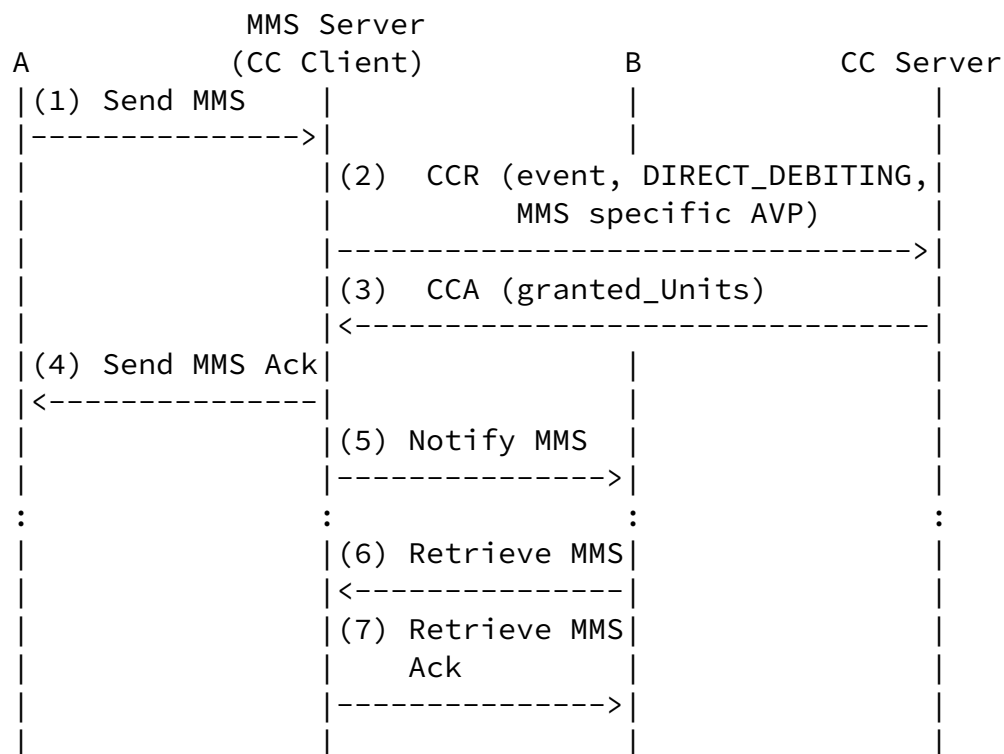 MMS Server
A (CC Client) B CC Server
(1) Send MMS
(2) CCR (event, DIRECT_DEBITING,
MMS specific AVP)
(3) CCA (granted_Units)
(4) Send MMS Ack
(5) Notify MMS
(6) Retrieve MMS
(7) Retrieve MMS
Ack